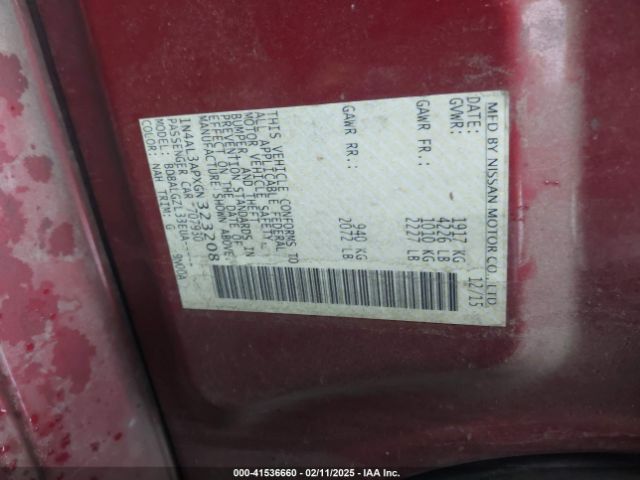 MFD BY NISSAN MOTOR CO., LTD.
DATE: 12/15
GVWR: 1917 KG
4226 LB
GAWR FR.: 1010 KG
2227 LB
GAWR RR.: 940 KG
2072 LB
THIS VEHICLE CONFORMS TO
ALL APPLICABLE FEDERAL
MOTOR VEHICLE SAFETY,
BUMPER, AND THEFT
PREVENTION STANDARDS IN
EFFECT ON THE DATE OF
MANUFACTURE SHOWN ABOVE.
1N4AL3APXGN323208
PASSENGER CAR 707930
MODEL:
COLOR: NAH TRIM: G
000-41536660 - 02/11/2025 - IAA Inc.